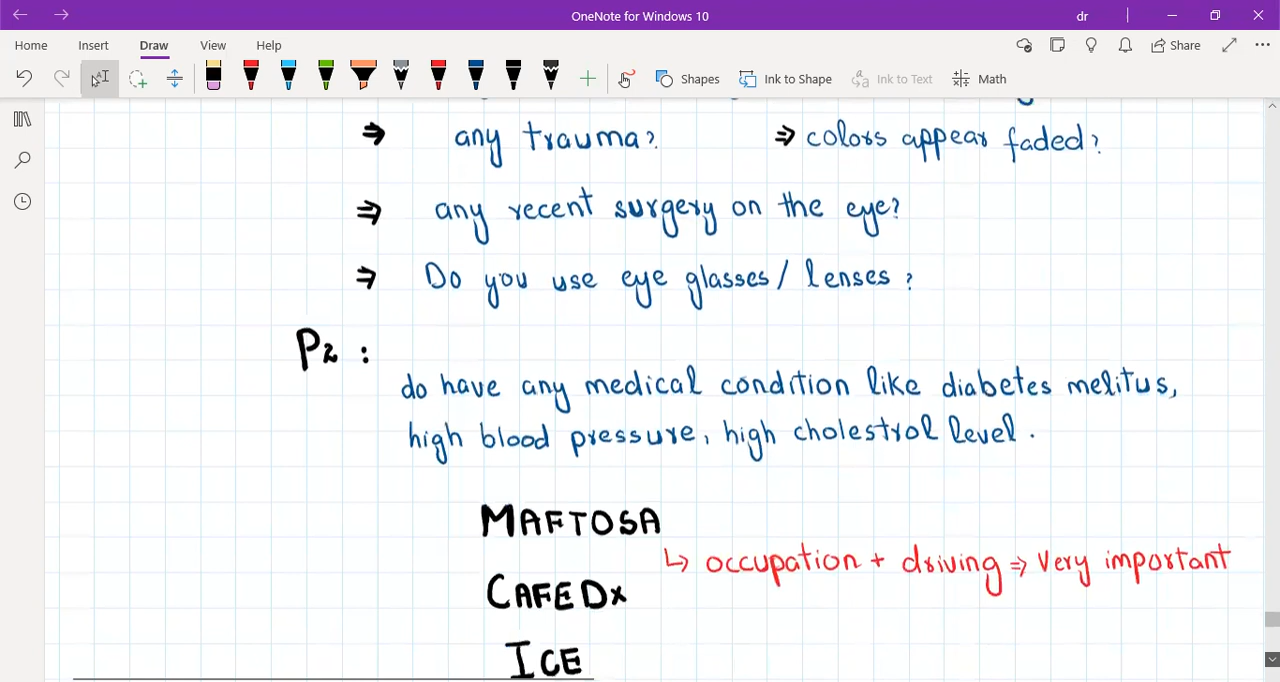 OneNote for Windows 10
dr
Home Insert Draw View Help
Share
Shapes Ink to Shape Ink to Text Math
⇒ any trauma? ⇒ colors appear faded?
⇒ any recent surgery on the eye?
⇒ Do you use eye glasses / lenses?
P2 :
do have any medical condition like diabetes melitus,
high blood pressure, high cholestrol level.
MAFTOSA
↳ occupation + driving ⇒ Very important
CAFE Dx
ICE